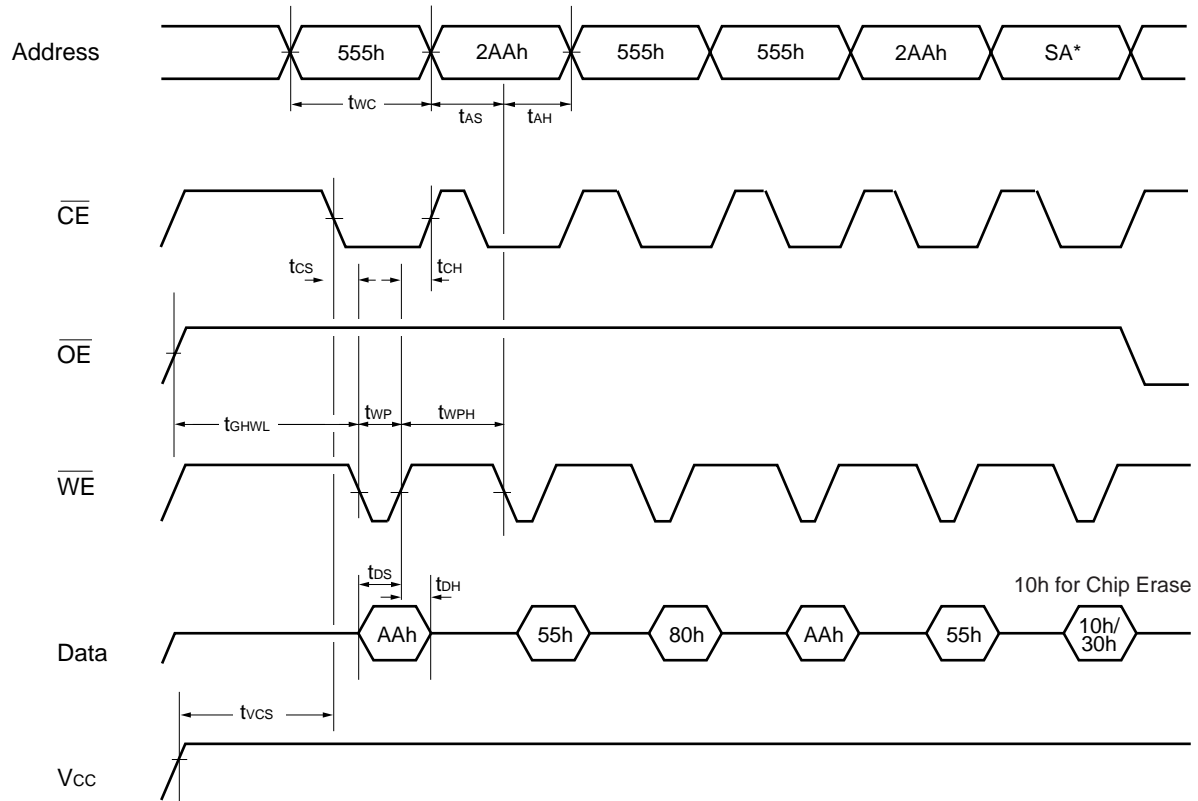 Address
555h 2AAh 555h 555h 2AAh SA*
tWC tAS tAH
CE
tCS tCH
OE
tGHWL tWP tWPH
WE
tDS tDH
10h for Chip Erase
Data
AAh 55h 80h AAh 55h 10h/
30h
tVCS
VCC